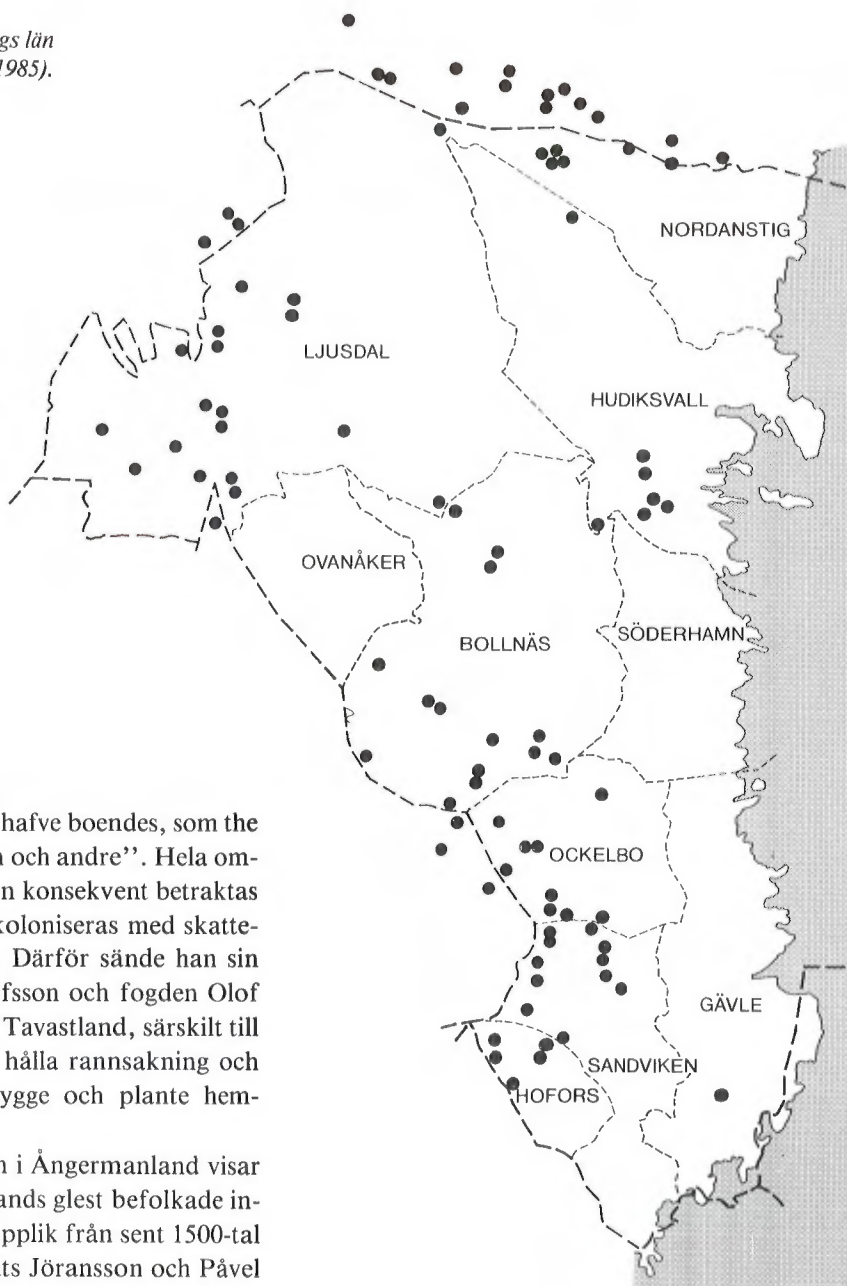 gs län
1985).
NORDANSTIG
LJUSDAL
HUDIKSVALL
OVANÅKER
BOLLNÄS
SÖDERHAMN
OCKELBO
GÄVLE
SANDVIKEN
HOFORS
hafve boendes, som the
och andre”. Hela om-
n konsekvent betraktas
koloniseras med skatte-
Därför sände han sin
fsson och fogden Olof
Tavastland, särskilt till
hålla rannsakning och
ygge och plante hem-
n i Ångermanland visar
ands glest befolkade in-
pplik från sent 1500-tal
ts Jöransson och Påvel